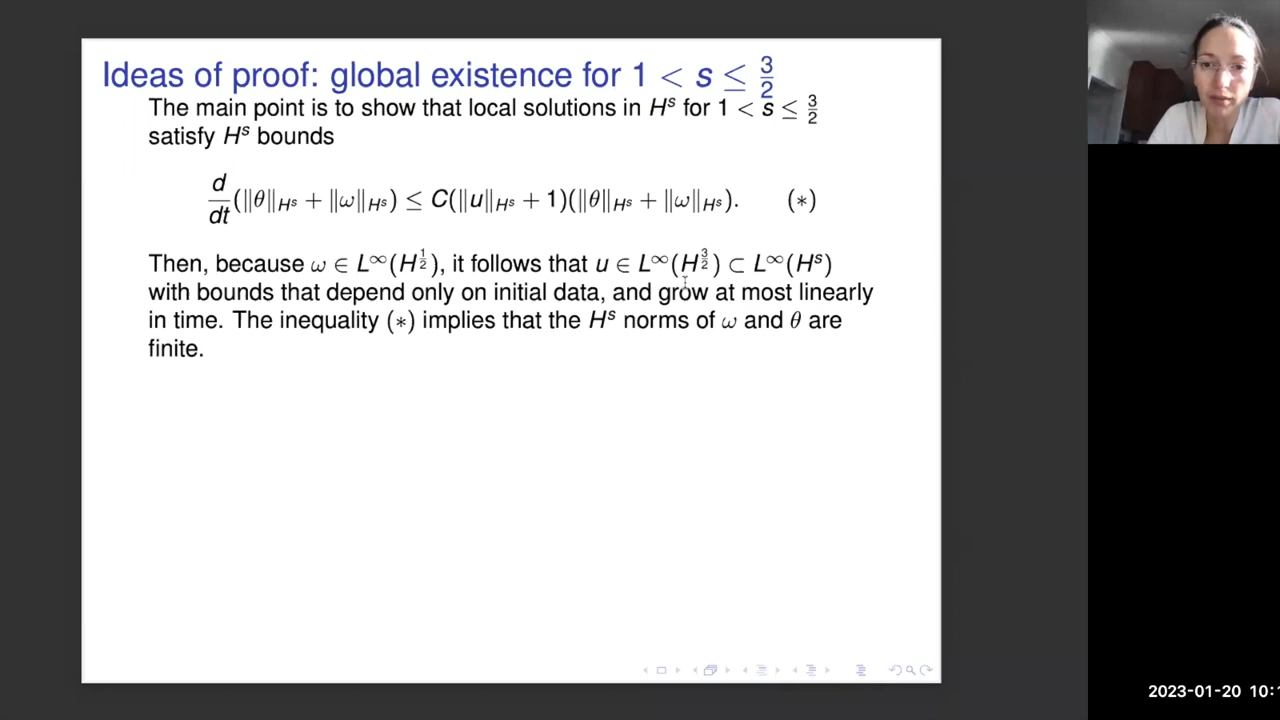 Ideas of proof: global existence for 1 < s ≤ 3/2
The main point is to show that local solutions in H^s for 1 < s ≤ 3/2
satisfy H^s bounds
d/dt (‖θ‖_{H^s} + ‖ω‖_{H^s}) ≤ C(‖u‖_{H^s} + 1)(‖θ‖_{H^s} + ‖ω‖_{H^s}). (∗)
Then, because ω ∈ L^∞(H^{1/2}), it follows that u ∈ L^∞(H^{3/2}) ⊂ L^∞(H^s)
with bounds that depend only on initial data, and grow at most linearly
in time. The inequality (∗) implies that the H^s norms of ω and θ are
finite.
2023-01-20 10:1